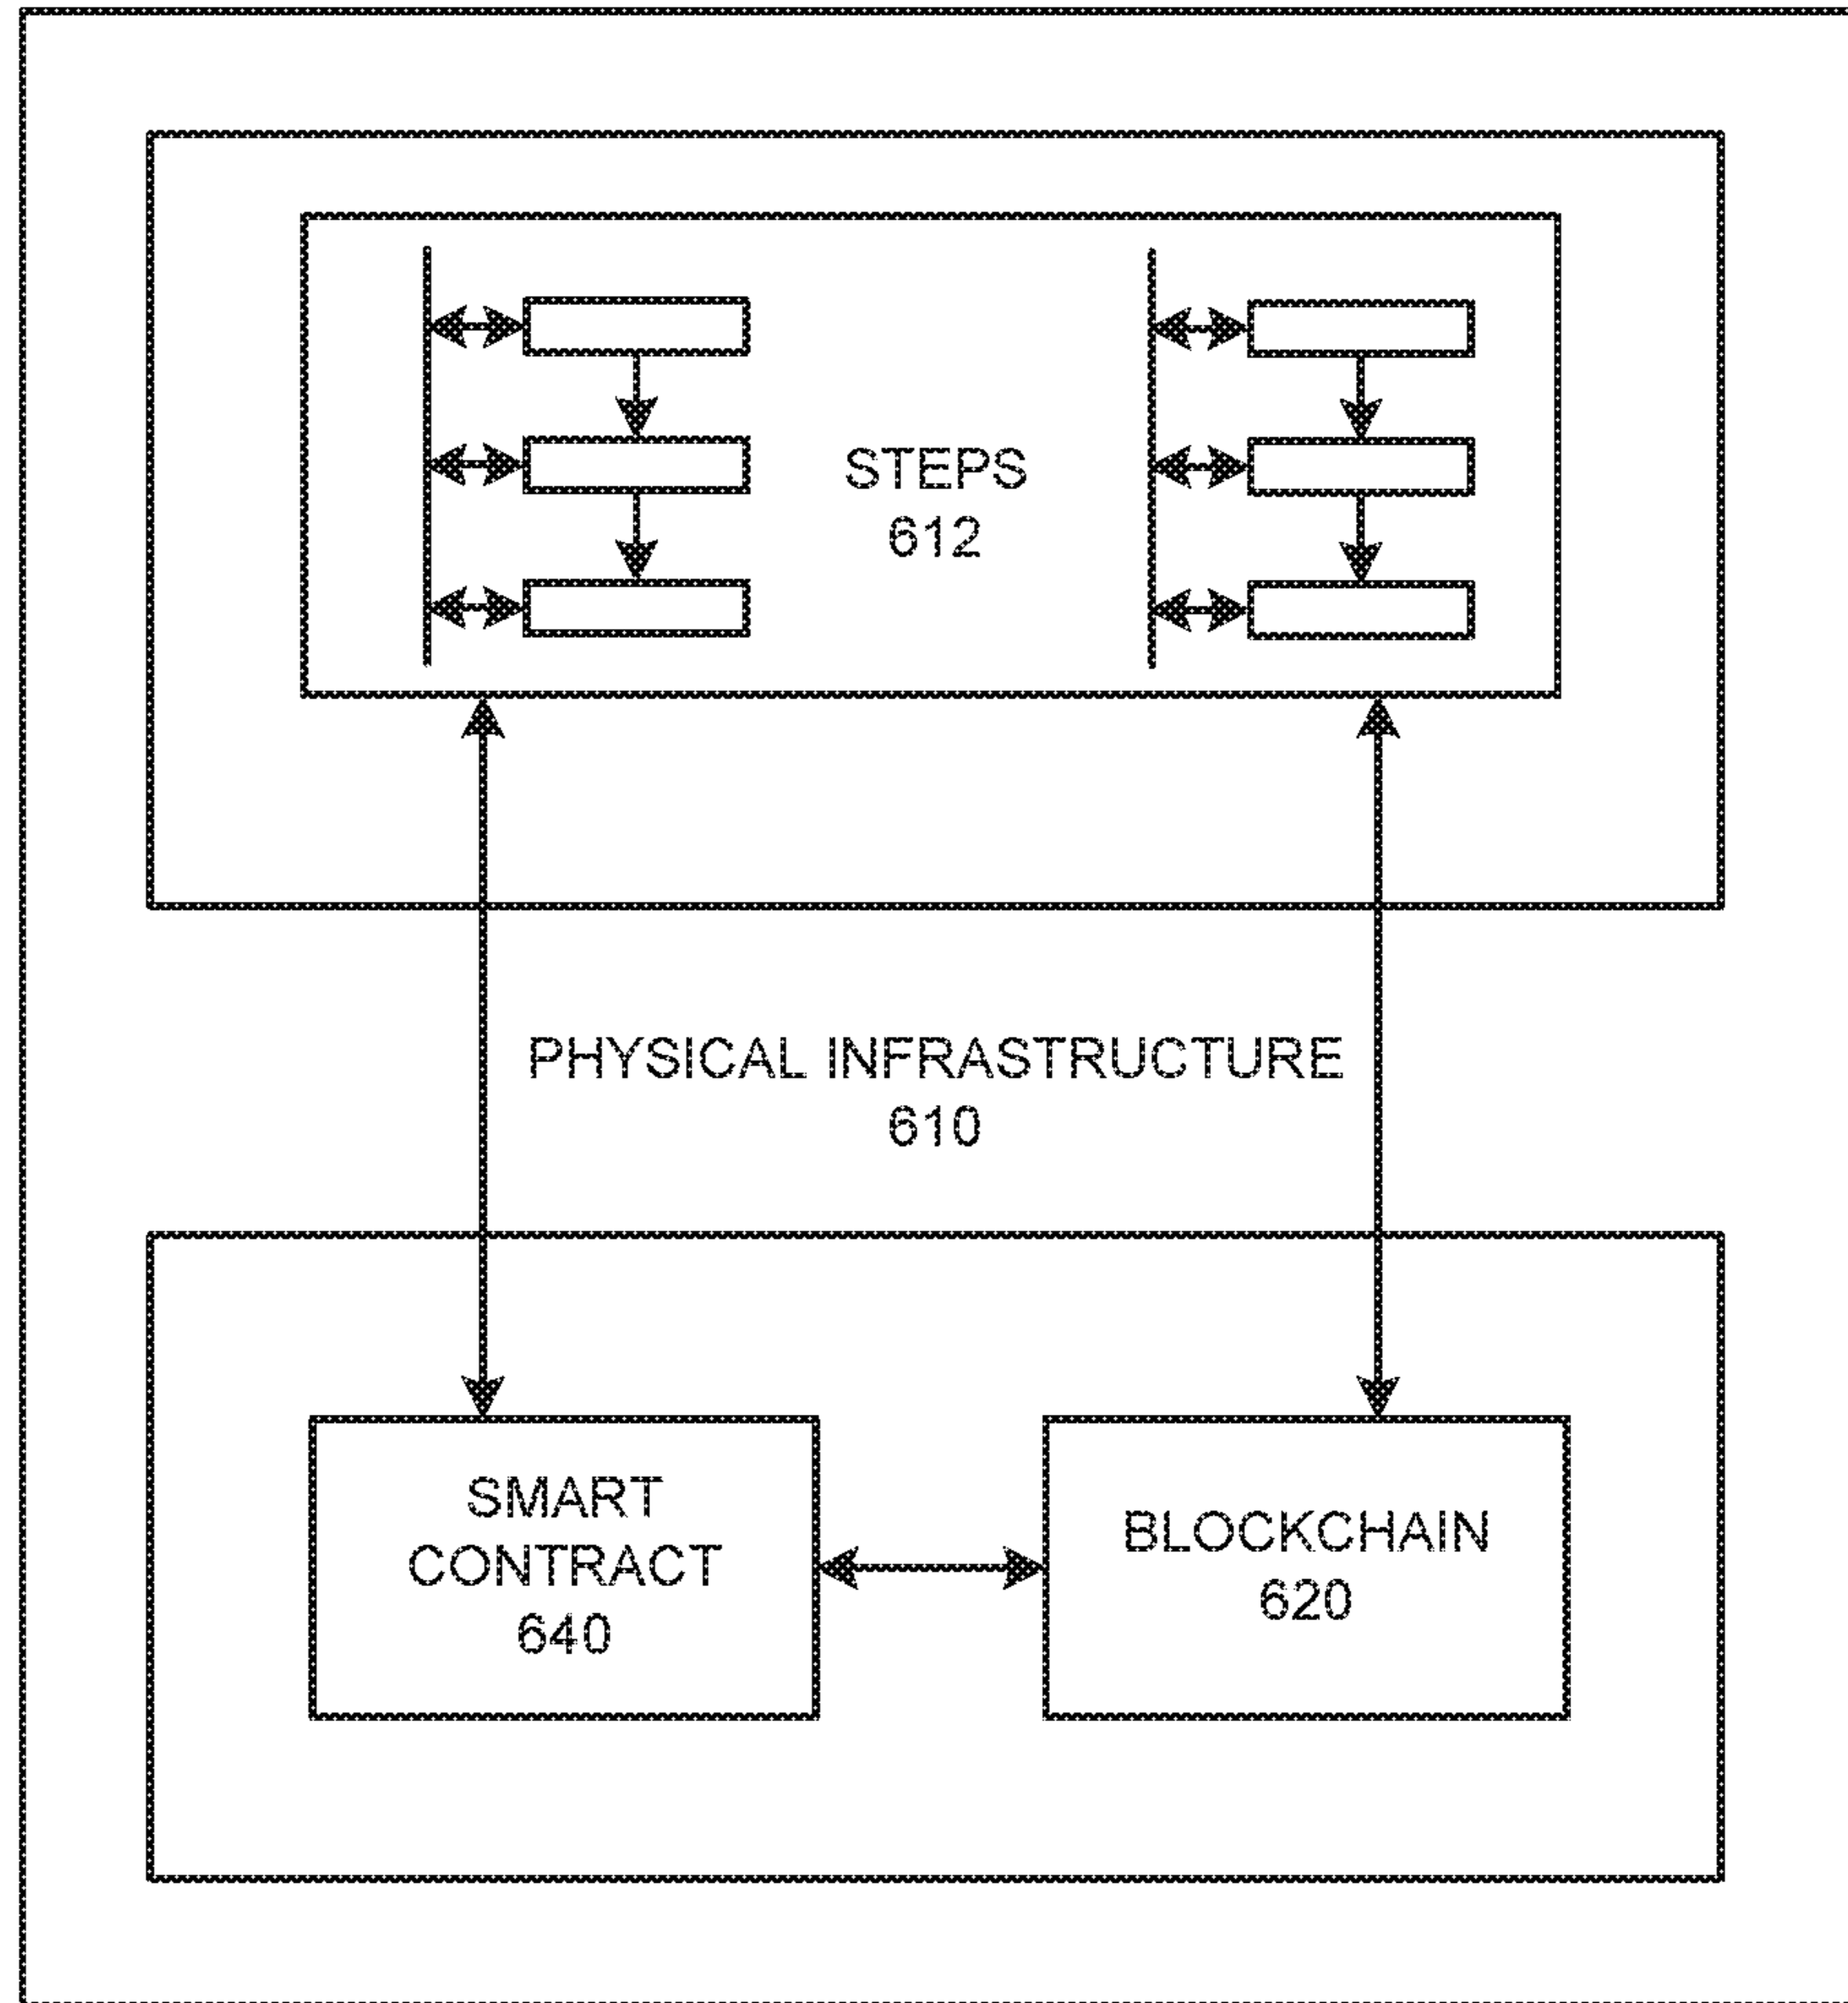 STEPS
612
PHYSICAL INFRASTRUCTURE
610
SMART
CONTRACT
640
BLOCKCHAIN
620